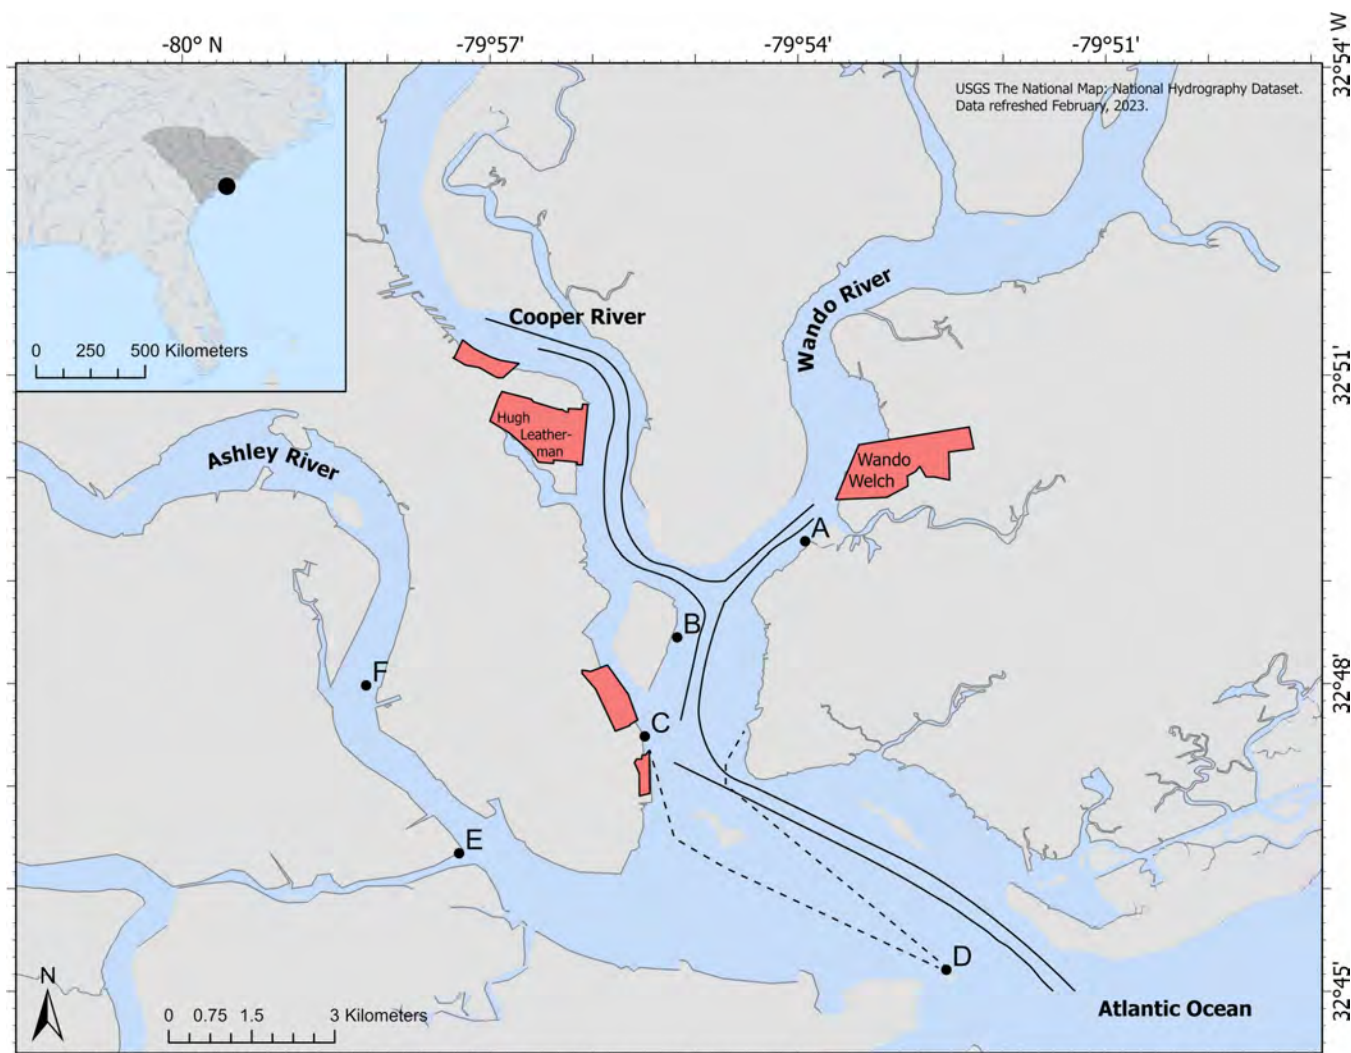 -80° N
-79°57'
-79°54'
-79°51'
32°54' W
USGS The National Map: National Hydrography Dataset.
Data refreshed February, 2023.
0 250 500 Kilometers
Cooper River
Wando River
32°51'
Hugh
Leather-
man
Ashley River
Wando
Welch
A
B
F
32°48'
C
E
D
N
0 0.75 1.5 3 Kilometers
32°45'
Atlantic Ocean